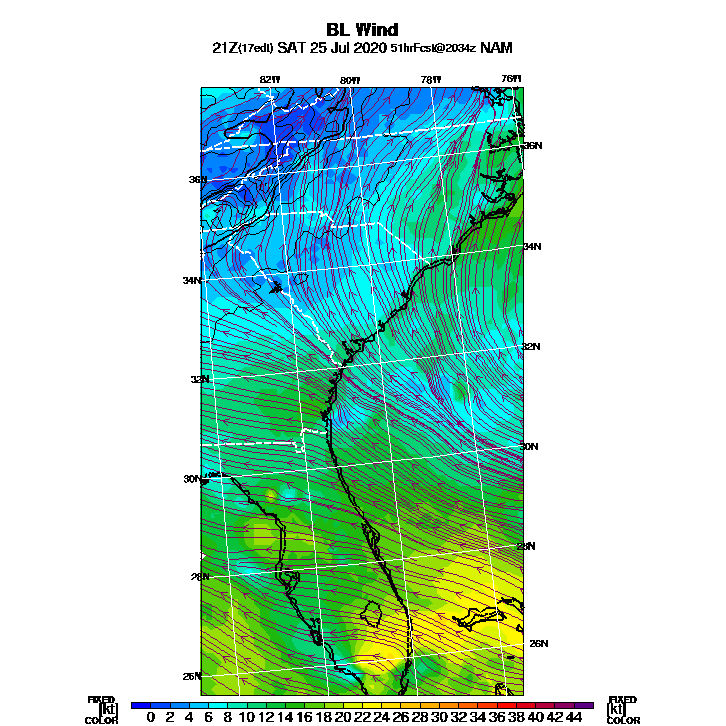 BL Wind
21Z(17edt) SAT 25 Jul 2020 51hrFcst@2034z NAM
82W 80W 78W 76W
36N
36N
34N
34N
32N
32N
30N
30N
28N
28N
26N
26N
FIXED FIXED
[kt] 0 2 4 6 8 10 12 14 16 18 20 22 24 26 28 30 32 34 36 38 40 42 44 [kt]
COLOR COLOR